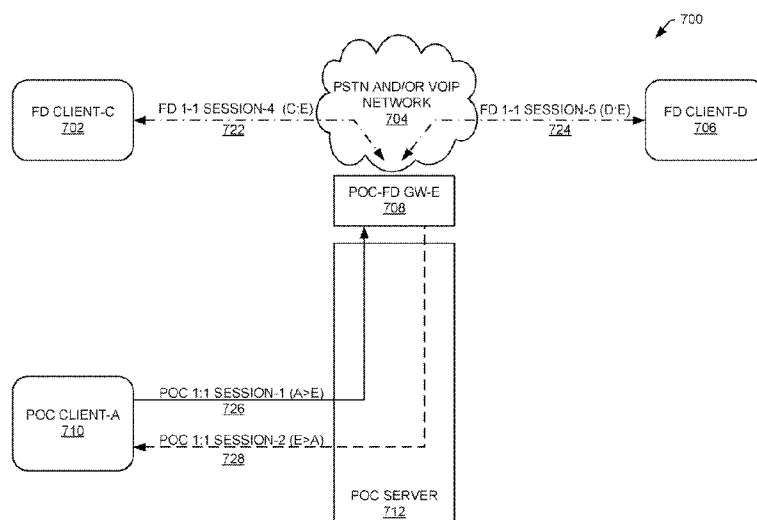 700
PSTN AND/OR VOIP
NETWORK
704
FD CLIENT-C
702
FD 1-1 SESSION-4 (C:E)
722
FD 1-1 SESSION-5 (D:E)
724
FD CLIENT-D
706
POC-FD GW-E
708
POC CLIENT-A
710
POC 1:1 SESSION-1 (A>E)
726
POC 1:1 SESSION-2 (E>A)
728
POC SERVER
712